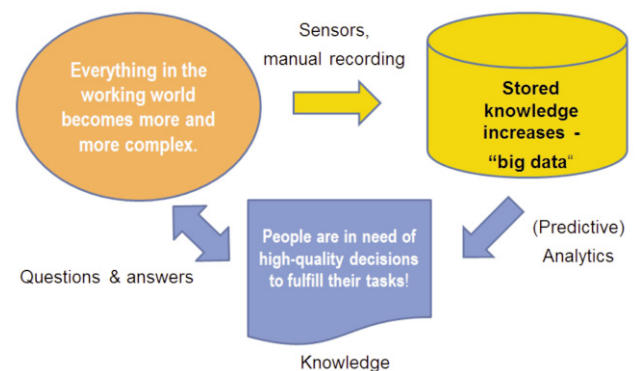 Sensors,
manual recording
Everything in the
working world
becomes more and
more complex.
Stored
knowledge
increases -
“big data“
(Predictive)
Analytics
People are in need of
high-quality decisions
to fulfill their tasks!
Questions & answers
Knowledge